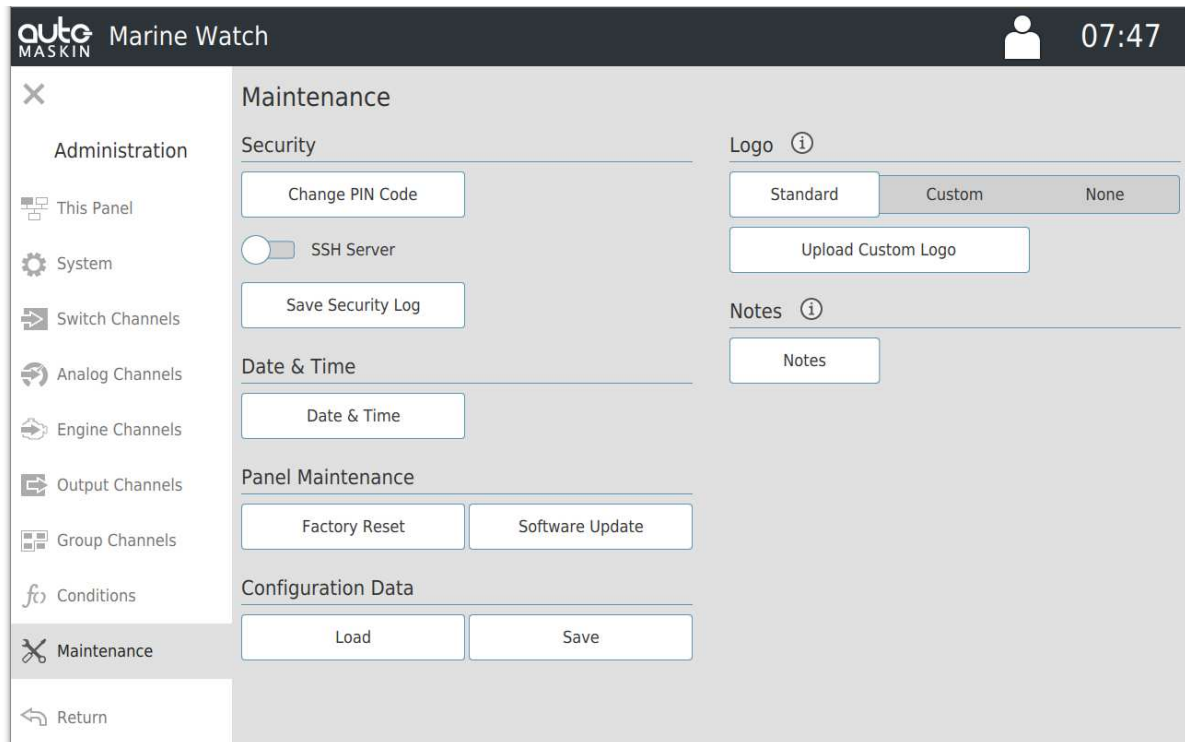 auto MASKIN Marine Watch 07:47
Administration
This Panel
System
Switch Channels
Analog Channels
Engine Channels
Output Channels
Group Channels
f() Conditions
Maintenance
Return
Maintenance
Security
Change PIN Code
SSH Server
Save Security Log
Date & Time
Date & Time
Panel Maintenance
Factory Reset Software Update
Configuration Data
Load Save
Logo i
Standard Custom None
Upload Custom Logo
Notes i
Notes